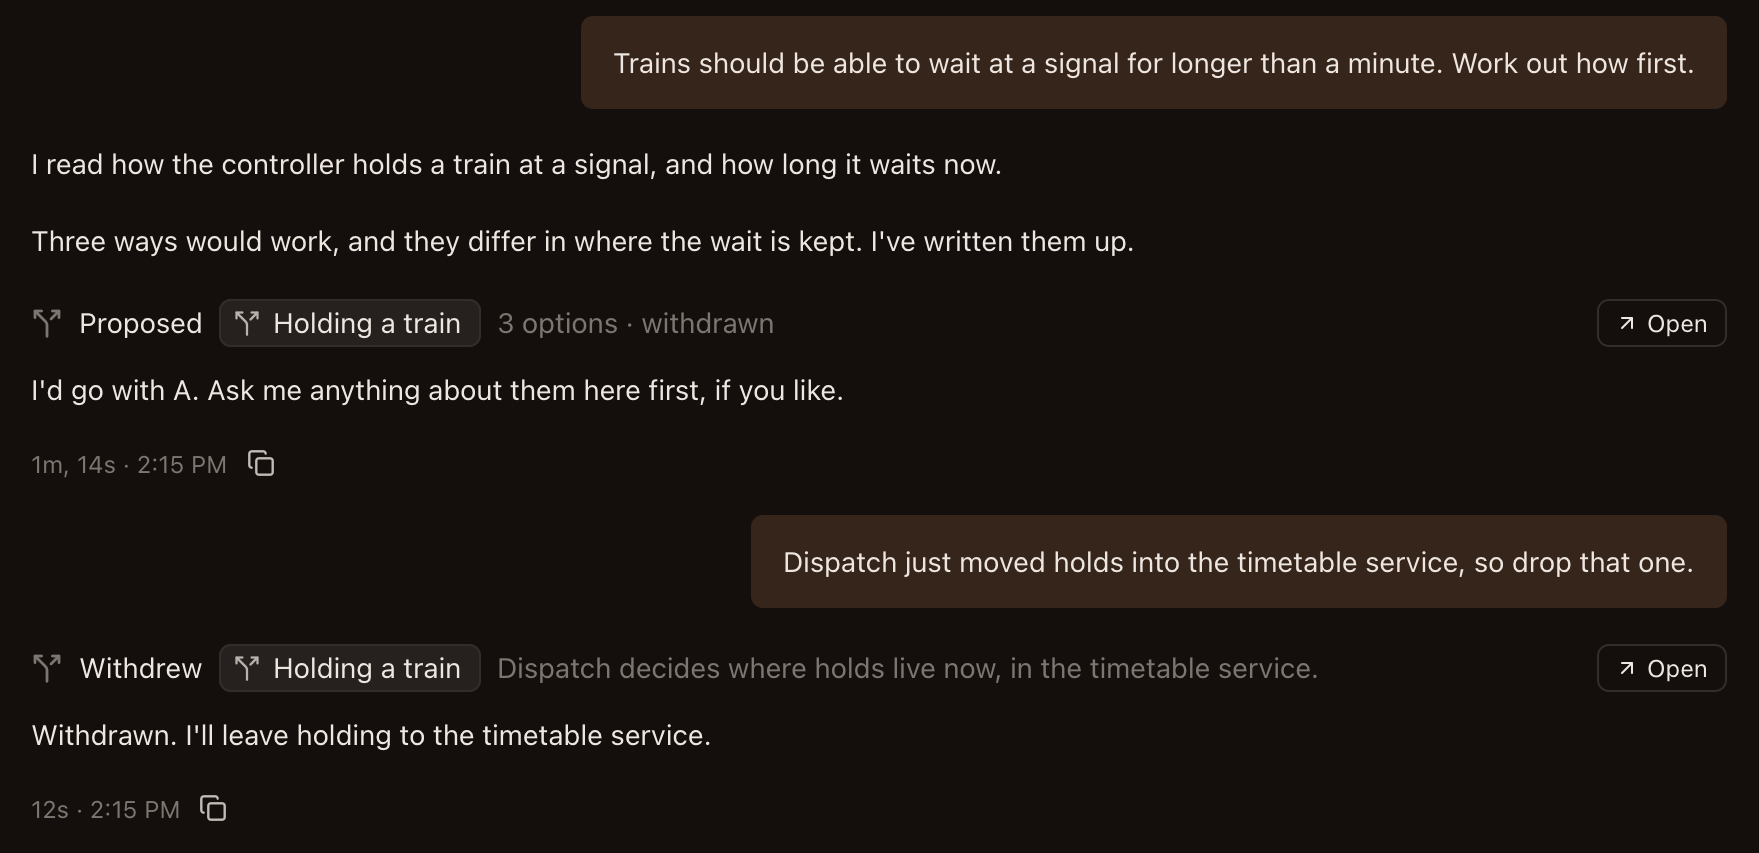 Trains should be able to wait at a signal for longer than a minute. Work out how first.
I read how the controller holds a train at a signal, and how long it waits now.
Three ways would work, and they differ in where the wait is kept. I've written them up.
Proposed Holding a train 3 options · withdrawn Open
I'd go with A. Ask me anything about them here first, if you like.
1m, 14s · 2:15 PM
Dispatch just moved holds into the timetable service, so drop that one.
Withdrew Holding a train Dispatch decides where holds live now, in the timetable service. Open
Withdrawn. I'll leave holding to the timetable service.
12s · 2:15 PM